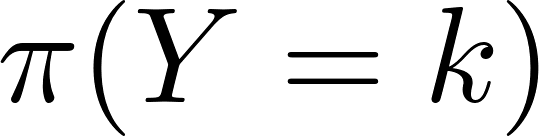 π(Y = k)